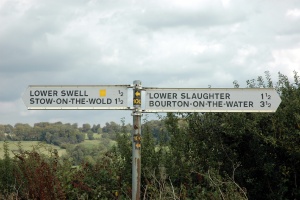 LOWER SWELL ½
STOW-ON-THE-WOLD 1½
LOWER SLAUGHTER 1½
BOURTON-ON-THE-WATER 3½